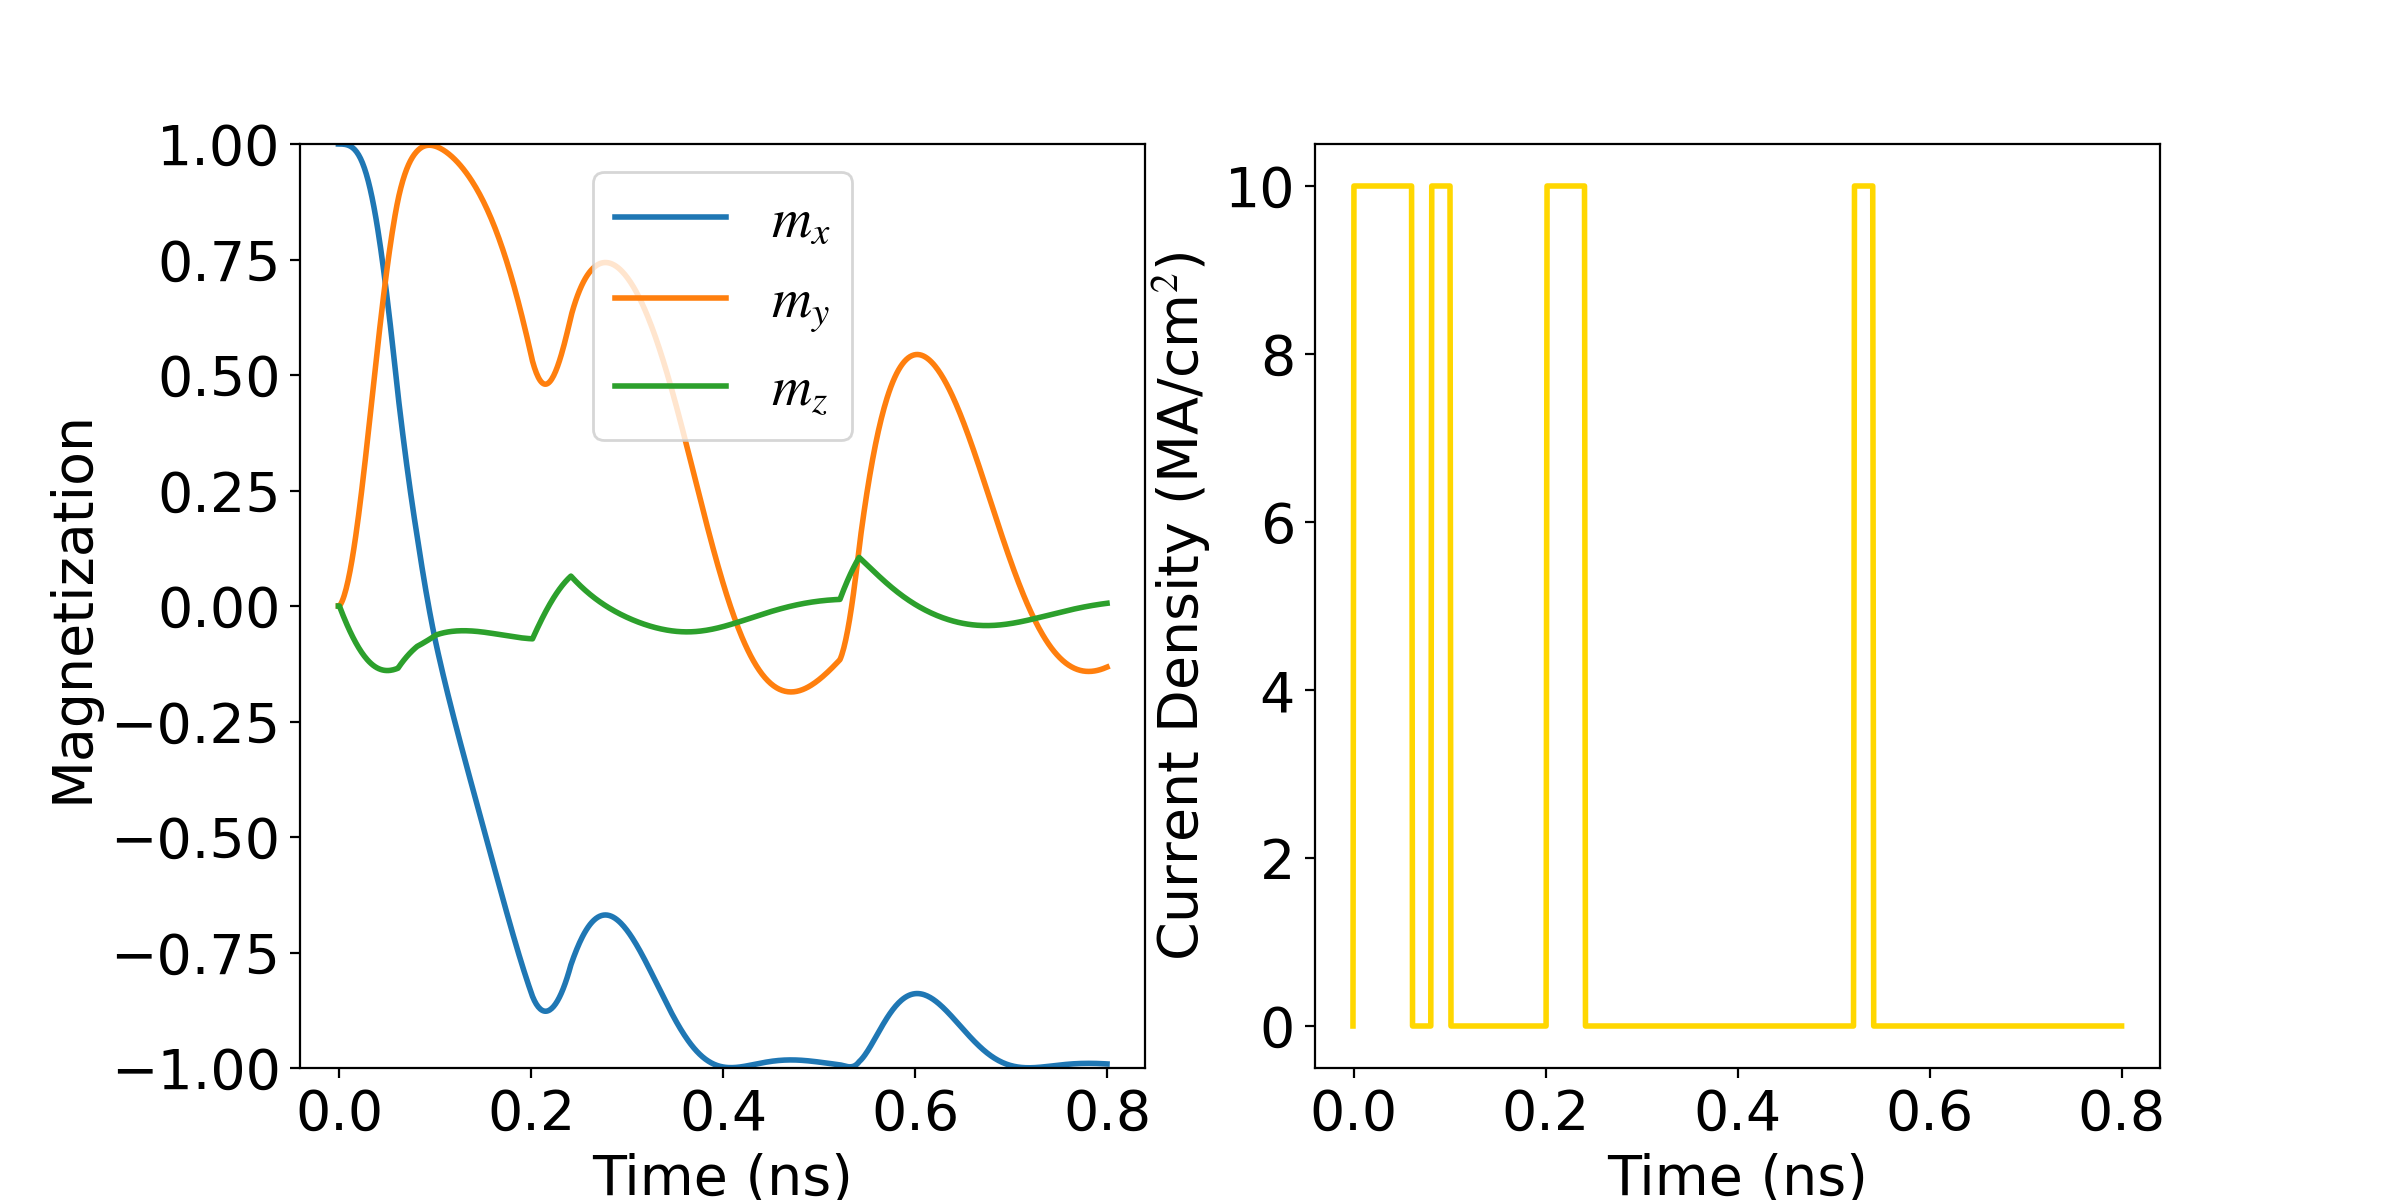 1.00
0.75
0.50
0.25
0.00
−0.25
−0.50
−0.75
−1.00
Magnetization
0.0 0.2 0.4 0.6 0.8
Time (ns)
m_x
m_y
m_z
10
8
6
4
2
0
Current Density (MA/cm²)
0.0 0.2 0.4 0.6 0.8
Time (ns)